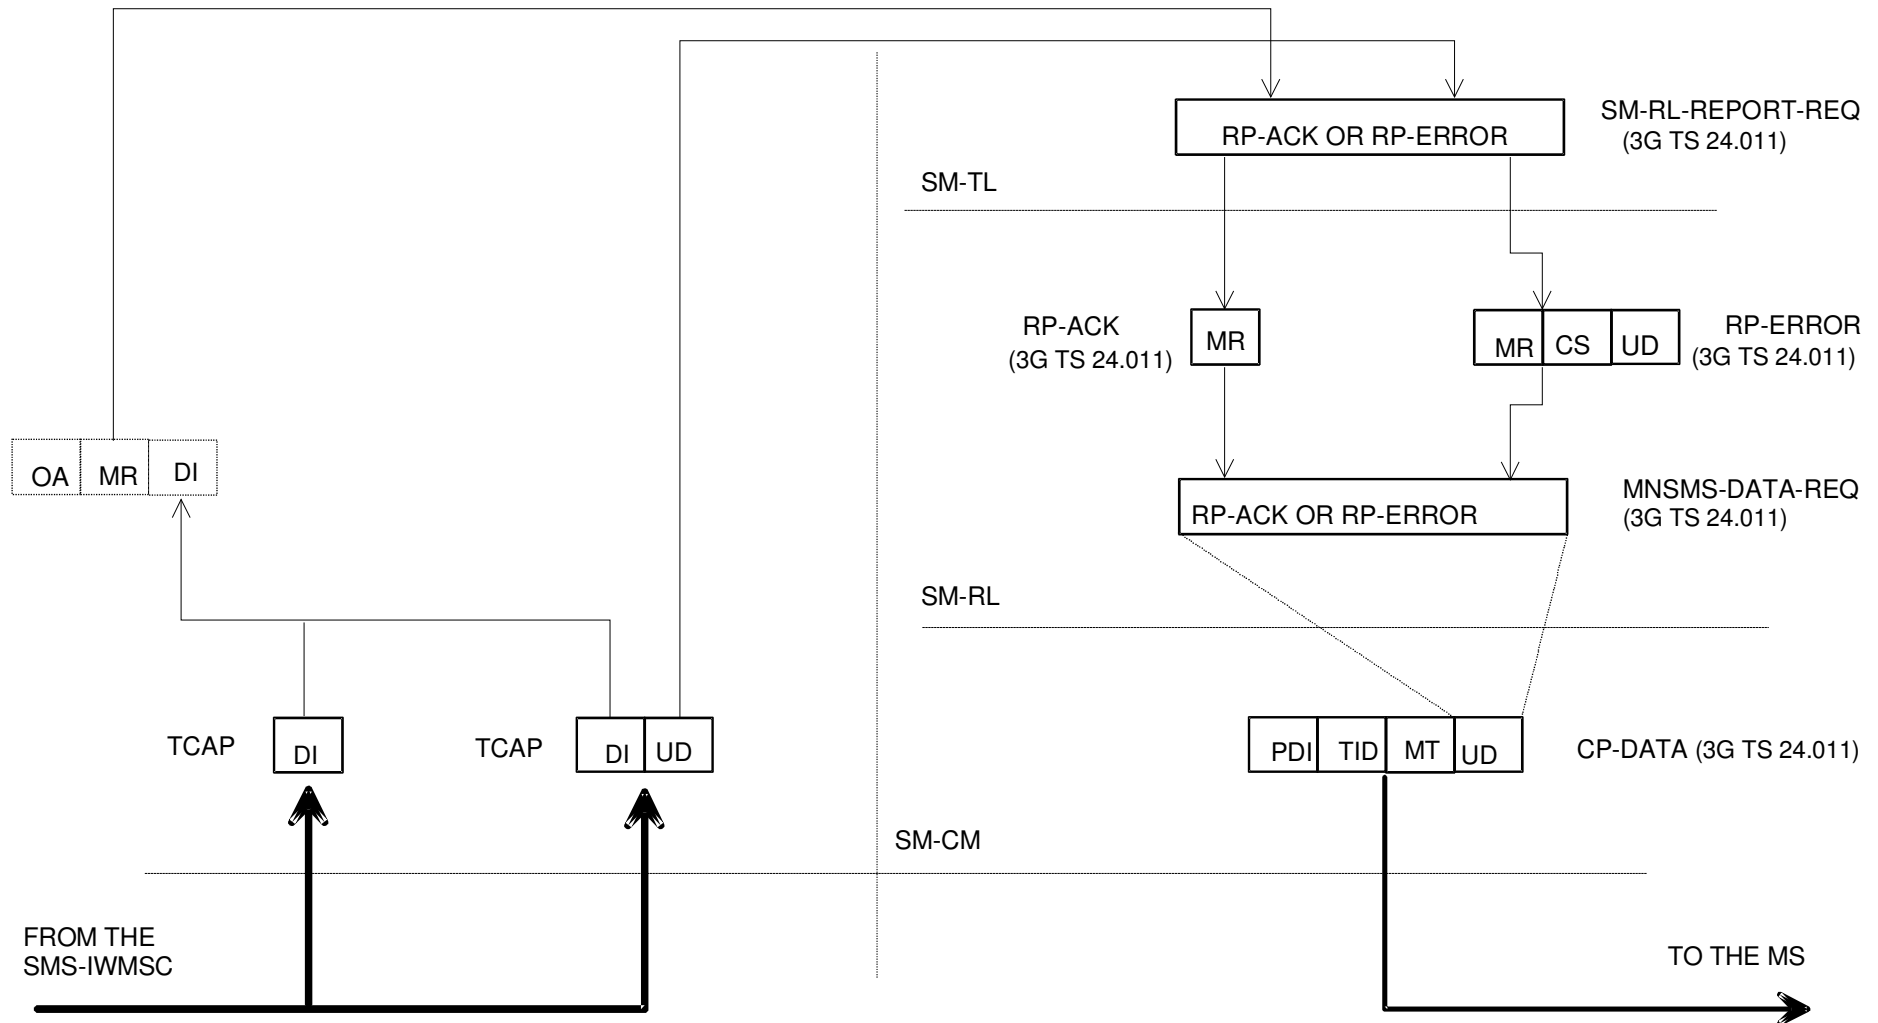 RP-ACK OR RP-ERROR
SM-RL-REPORT-REQ
(3G TS 24.011)
SM-TL
RP-ACK
(3G TS 24.011)
MR
MR CS UD
RP-ERROR
(3G TS 24.011)
OA MR DI
RP-ACK OR RP-ERROR
MNSMS-DATA-REQ
(3G TS 24.011)
SM-RL
TCAP
DI
TCAP
DI UD
PDI TID MT UD
CP-DATA (3G TS 24.011)
SM-CM
FROM THE
SMS-IWMSC
TO THE MS